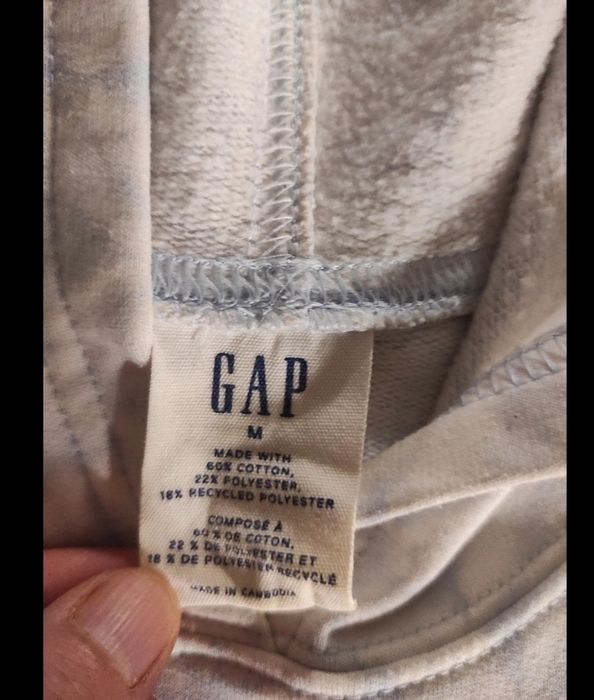 GAP
M
MADE WITH
60% COTTON,
22% POLYESTER,
18% RECYCLED POLYESTER
COMPOSÉ À
60 % DE COTON,
22 % DE POLYESTER ET
18 % DE POLYESTER RECYCLÉ
MADE IN CAMBODIA